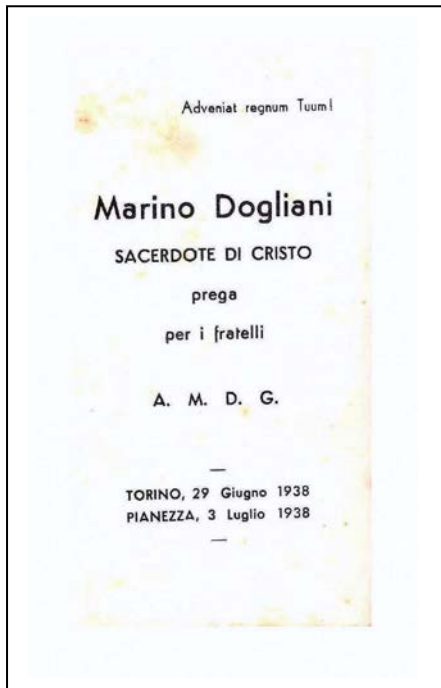 Adveniat regnum Tuum!
Marino Dogliani
SACERDOTE DI CRISTO
prega
per i fratelli
A. M. D. G.
TORINO, 29 Giugno 1938
PIANEZZA, 3 Luglio 1938